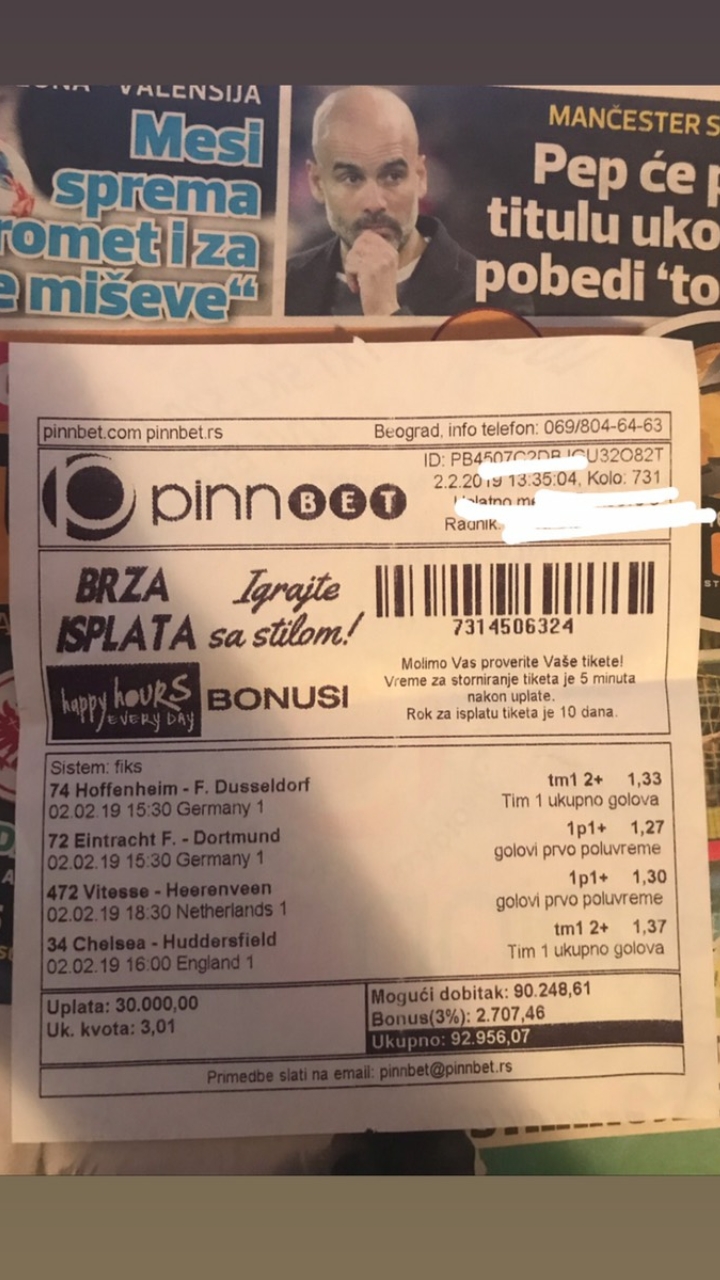 VALENSIJA
Mesi
sprema
romet i za
e miševe“
MANČESTER S
Pep će p
titulu uko
pobedi ‘to
pinnbet.com pinnbet.rs
Beograd, info telefon: 069/804-64-63
pinnBET
ID:
2.2.2019 13:35:04, Kolo: 731
Radnik:
BRZA
ISPLATA
Igrajte
sa stilom!
7314506324
happy hoURS
EVERY DAY
BONUSI
Molimo Vas proverite Vaše tikete!
Vreme za storniranje tiketa je 5 minuta
nakon uplate.
Rok za isplatu tiketa je 10 dana.
Sistem: fiks
74 Hoffenheim - F. Dusseldorf tm1 2+ 1,33
02.02.19 15:30 Germany 1 Tim 1 ukupno golova
72 Eintracht F. - Dortmund 1p1+ 1,27
02.02.19 15:30 Germany 1 golovi prvo poluvreme
472 Vitesse - Heerenveen 1p1+ 1,30
02.02.19 18:30 Netherlands 1 golovi prvo poluvreme
34 Chelsea - Huddersfield tm1 2+ 1,37
02.02.19 16:00 England 1 Tim 1 ukupno golova
Uplata: 30.000,00
Uk. kvota: 3,01
Mogući dobitak: 90.248,61
Bonus(3%): 2.707,46
Ukupno: 92.956,07
Primedbe slati na email: pinnbet@pinnbet.rs